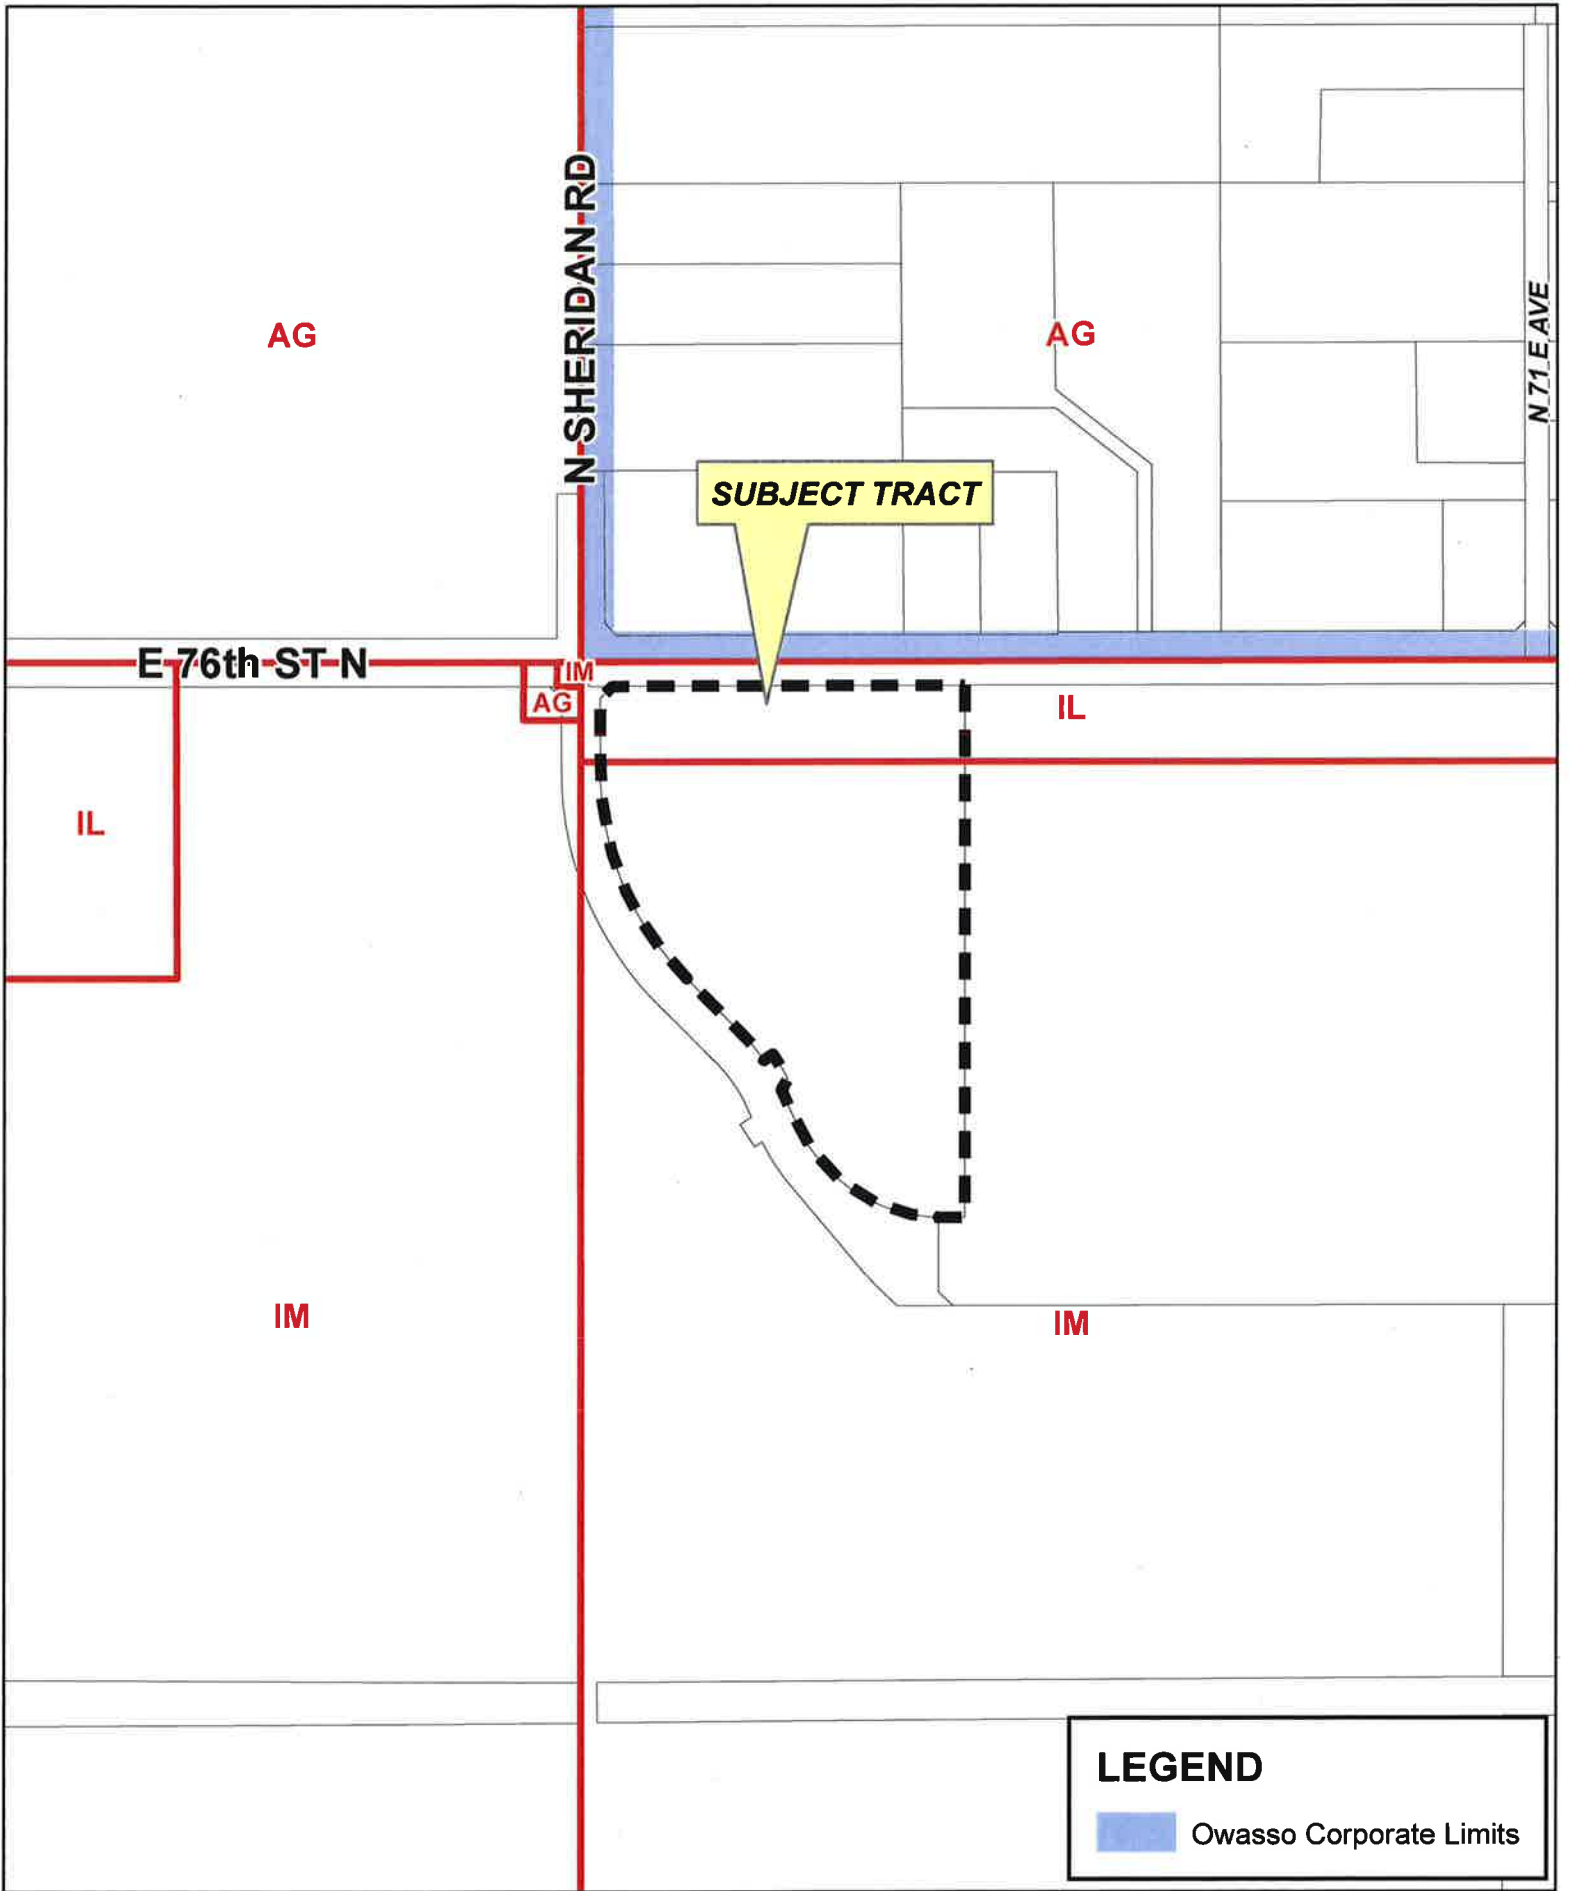 N SHERIDAN RD
AG
AG
N 71 E AVE
SUBJECT TRACT
E 76th ST N
IM
AG
IL
IL
IM
IM
LEGEND
Owasso Corporate Limits